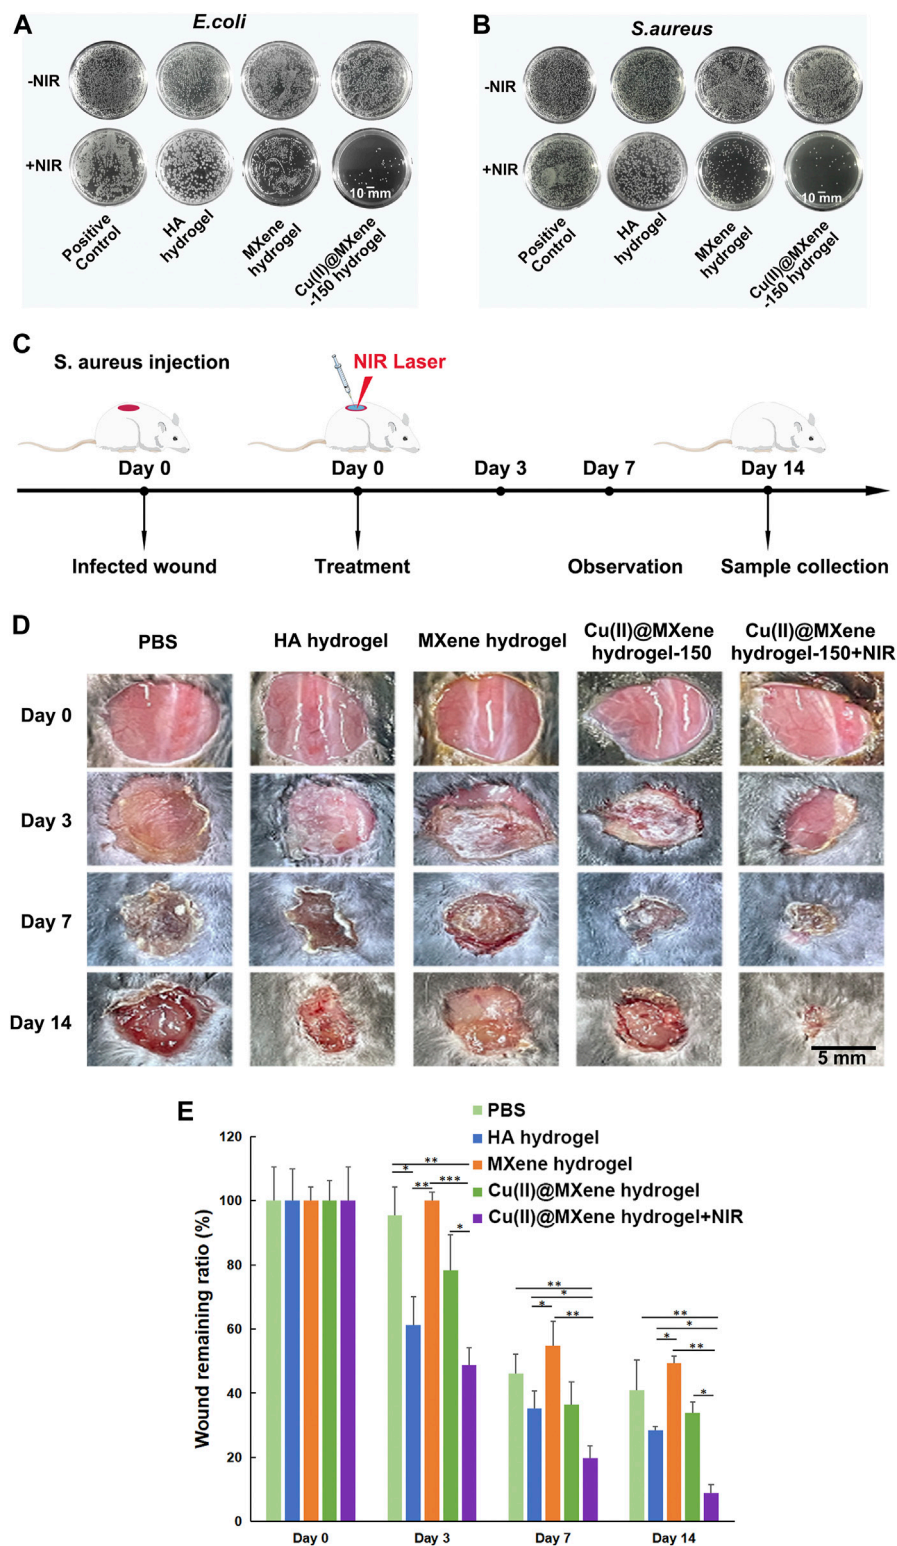 A
E.coli
-NIR
+NIR
10 mm
Positive
Control
HA
hydrogel
MXene
hydrogel
Cu(II)@MXene
-150 hydrogel
B
S.aureus
-NIR
+NIR
10 mm
Positive
Control
HA
hydrogel
MXene
hydrogel
Cu(II)@MXene
-150 hydrogel
C
S. aureus injection
NIR Laser
Day 0
Day 0
Day 3
Day 7
Day 14
Infected wound
Treatment
Observation
Sample collection
D
PBS
HA hydrogel
MXene hydrogel
Cu(II)@MXene
hydrogel-150
Cu(II)@MXene
hydrogel-150+NIR
Day 0
Day 3
Day 7
Day 14
5 mm
E
PBS
HA hydrogel
MXene hydrogel
Cu(II)@MXene hydrogel
Cu(II)@MXene hydrogel+NIR
Wound remaining ratio (%)
120
100
80
60
40
20
0
**
*
** ***
*
**
*
* **
**
*
*
**
*
Day 0 Day 3 Day 7 Day 14